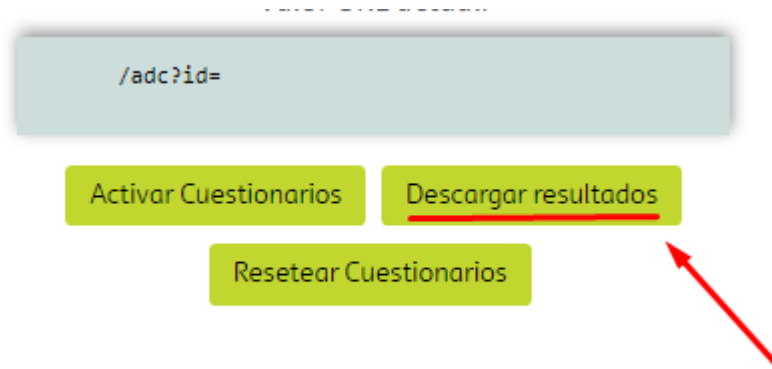 /adc?id=
Activar Cuestionarios Descargar resultados
Resetear Cuestionarios